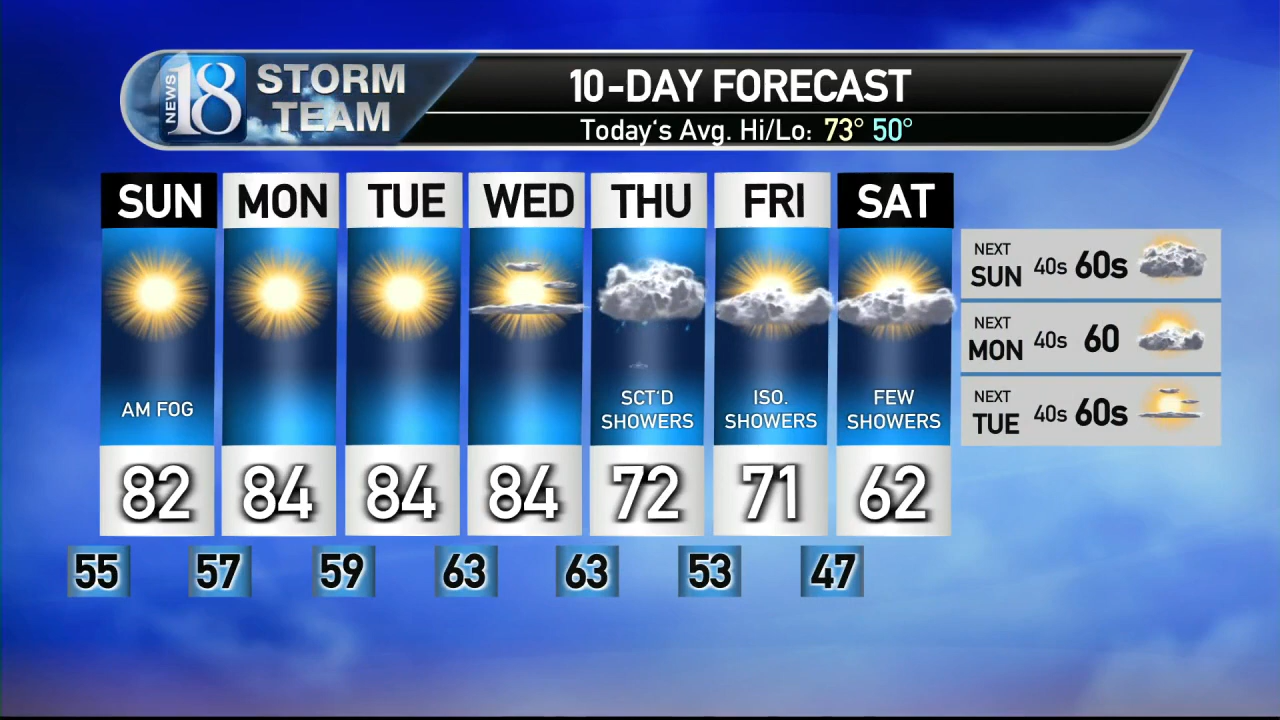 NEWS 18 STORM TEAM
10-DAY FORECAST
Today's Avg. Hi/Lo: 73° 50°
SUN MON TUE WED THU FRI SAT
AM FOG
SCT'D SHOWERS
ISO. SHOWERS
FEW SHOWERS
82 84 84 84 72 71 62
55 57 59 63 63 53 47
NEXT SUN 40s 60s
NEXT MON 40s 60
NEXT TUE 40s 60s